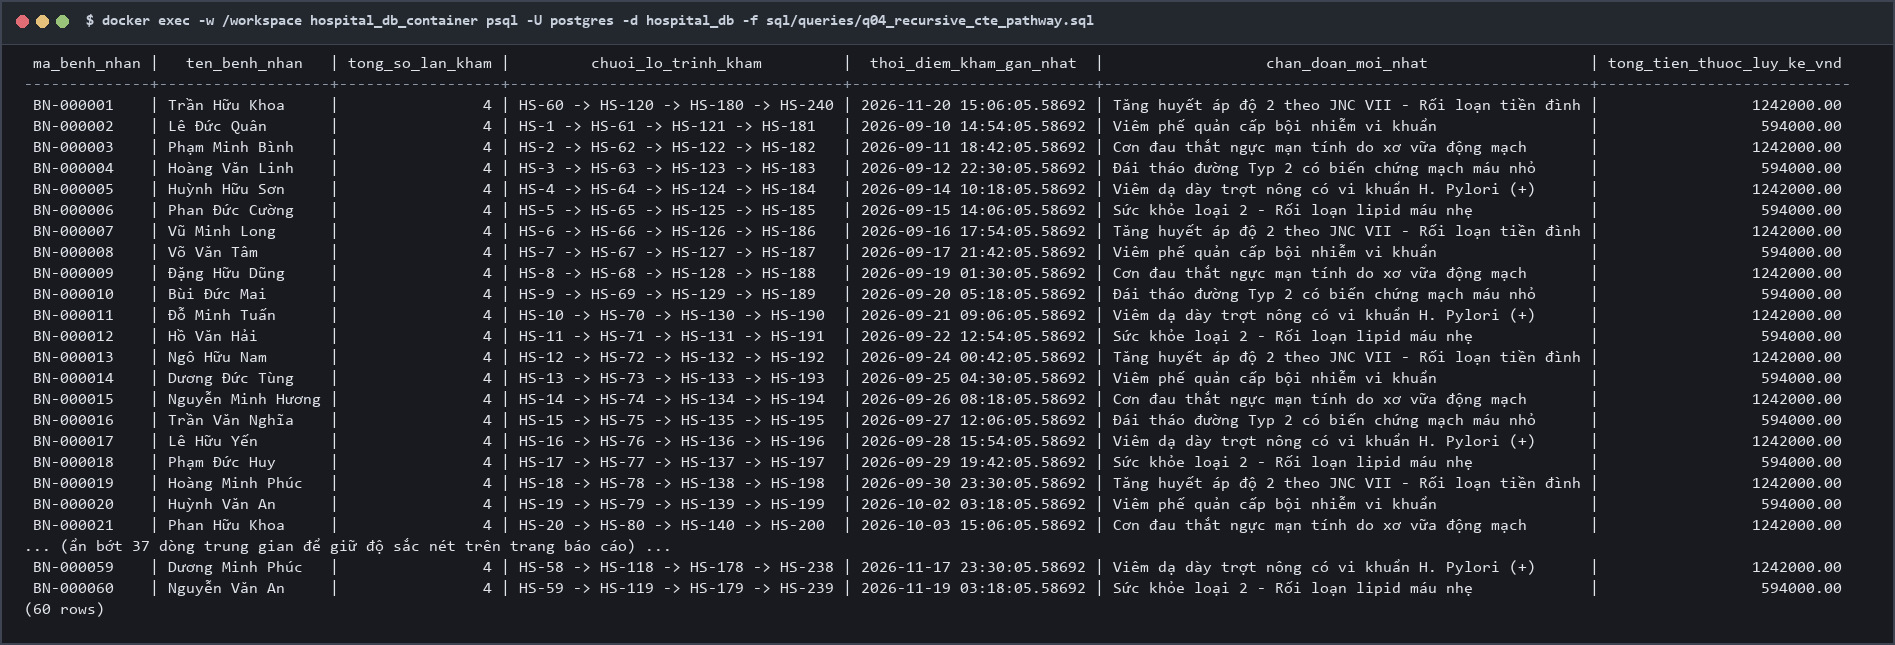 $ docker exec -w /workspace hospital_db_container psql -U postgres -d hospital_db -f sql/queries/q04_recursive_cte_pathway.sql
ma_benh_nhan | ten_benh_nhan | tong_so_lan_kham | chuoi_lo_trinh_kham | thoi_diem_kham_gan_nhat | chan_doan_moi_nhat | tong_tien_thuoc_luy_ke_vnd
--------------+-------------------+------------------+-------------------------------------+---------------------------+------------------------------------------------------+----------------------------
BN-000001 | Trần Hữu Khoa | 4 | HS-60 -> HS-120 -> HS-180 -> HS-240 | 2026-11-20 15:06:05.58692 | Tăng huyết áp độ 2 theo JNC VII - Rối loạn tiền đình | 1242000.00
BN-000002 | Lê Đức Quân | 4 | HS-1 -> HS-61 -> HS-121 -> HS-181 | 2026-09-10 14:54:05.58692 | Viêm phế quản cấp bội nhiễm vi khuẩn | 594000.00
BN-000003 | Phạm Minh Bình | 4 | HS-2 -> HS-62 -> HS-122 -> HS-182 | 2026-09-11 18:42:05.58692 | Cơn đau thắt ngực mạn tính do xơ vữa động mạch | 1242000.00
BN-000004 | Hoàng Văn Linh | 4 | HS-3 -> HS-63 -> HS-123 -> HS-183 | 2026-09-12 22:30:05.58692 | Đái tháo đường Typ 2 có biến chứng mạch máu nhỏ | 594000.00
BN-000005 | Huỳnh Hữu Sơn | 4 | HS-4 -> HS-64 -> HS-124 -> HS-184 | 2026-09-14 10:18:05.58692 | Viêm dạ dày trợt nông có vi khuẩn H. Pylori (+) | 1242000.00
BN-000006 | Phan Đức Cường | 4 | HS-5 -> HS-65 -> HS-125 -> HS-185 | 2026-09-15 14:06:05.58692 | Sức khỏe loại 2 - Rối loạn lipid máu nhẹ | 594000.00
BN-000007 | Vũ Minh Long | 4 | HS-6 -> HS-66 -> HS-126 -> HS-186 | 2026-09-16 17:54:05.58692 | Tăng huyết áp độ 2 theo JNC VII - Rối loạn tiền đình | 1242000.00
BN-000008 | Võ Văn Tâm | 4 | HS-7 -> HS-67 -> HS-127 -> HS-187 | 2026-09-17 21:42:05.58692 | Viêm phế quản cấp bội nhiễm vi khuẩn | 594000.00
BN-000009 | Đặng Hữu Dũng | 4 | HS-8 -> HS-68 -> HS-128 -> HS-188 | 2026-09-19 01:30:05.58692 | Cơn đau thắt ngực mạn tính do xơ vữa động mạch | 1242000.00
BN-000010 | Bùi Đức Mai | 4 | HS-9 -> HS-69 -> HS-129 -> HS-189 | 2026-09-20 05:18:05.58692 | Đái tháo đường Typ 2 có biến chứng mạch máu nhỏ | 594000.00
BN-000011 | Đỗ Minh Tuấn | 4 | HS-10 -> HS-70 -> HS-130 -> HS-190 | 2026-09-21 09:06:05.58692 | Viêm dạ dày trợt nông có vi khuẩn H. Pylori (+) | 1242000.00
BN-000012 | Hồ Văn Hải | 4 | HS-11 -> HS-71 -> HS-131 -> HS-191 | 2026-09-22 12:54:05.58692 | Sức khỏe loại 2 - Rối loạn lipid máu nhẹ | 594000.00
BN-000013 | Ngô Hữu Nam | 4 | HS-12 -> HS-72 -> HS-132 -> HS-192 | 2026-09-24 00:42:05.58692 | Tăng huyết áp độ 2 theo JNC VII - Rối loạn tiền đình | 1242000.00
BN-000014 | Dương Đức Tùng | 4 | HS-13 -> HS-73 -> HS-133 -> HS-193 | 2026-09-25 04:30:05.58692 | Viêm phế quản cấp bội nhiễm vi khuẩn | 594000.00
BN-000015 | Nguyễn Minh Hương | 4 | HS-14 -> HS-74 -> HS-134 -> HS-194 | 2026-09-26 08:18:05.58692 | Cơn đau thắt ngực mạn tính do xơ vữa động mạch | 1242000.00
BN-000016 | Trần Văn Nghĩa | 4 | HS-15 -> HS-75 -> HS-135 -> HS-195 | 2026-09-27 12:06:05.58692 | Đái tháo đường Typ 2 có biến chứng mạch máu nhỏ | 594000.00
BN-000017 | Lê Hữu Yến | 4 | HS-16 -> HS-76 -> HS-136 -> HS-196 | 2026-09-28 15:54:05.58692 | Viêm dạ dày trợt nông có vi khuẩn H. Pylori (+) | 1242000.00
BN-000018 | Phạm Đức Huy | 4 | HS-17 -> HS-77 -> HS-137 -> HS-197 | 2026-09-29 19:42:05.58692 | Sức khỏe loại 2 - Rối loạn lipid máu nhẹ | 594000.00
BN-000019 | Hoàng Minh Phúc | 4 | HS-18 -> HS-78 -> HS-138 -> HS-198 | 2026-09-30 23:30:05.58692 | Tăng huyết áp độ 2 theo JNC VII - Rối loạn tiền đình | 1242000.00
BN-000020 | Huỳnh Văn An | 4 | HS-19 -> HS-79 -> HS-139 -> HS-199 | 2026-10-02 03:18:05.58692 | Viêm phế quản cấp bội nhiễm vi khuẩn | 594000.00
BN-000021 | Phan Hữu Khoa | 4 | HS-20 -> HS-80 -> HS-140 -> HS-200 | 2026-10-03 15:06:05.58692 | Cơn đau thắt ngực mạn tính do xơ vữa động mạch | 1242000.00
... (ẩn bớt 37 dòng trung gian để giữ độ sắc nét trên trang báo cáo) ...
BN-000059 | Dương Minh Phúc | 4 | HS-58 -> HS-118 -> HS-178 -> HS-238 | 2026-11-17 23:30:05.58692 | Viêm dạ dày trợt nông có vi khuẩn H. Pylori (+) | 1242000.00
BN-000060 | Nguyễn Văn An | 4 | HS-59 -> HS-119 -> HS-179 -> HS-239 | 2026-11-19 03:18:05.58692 | Sức khỏe loại 2 - Rối loạn lipid máu nhẹ | 594000.00
(60 rows)